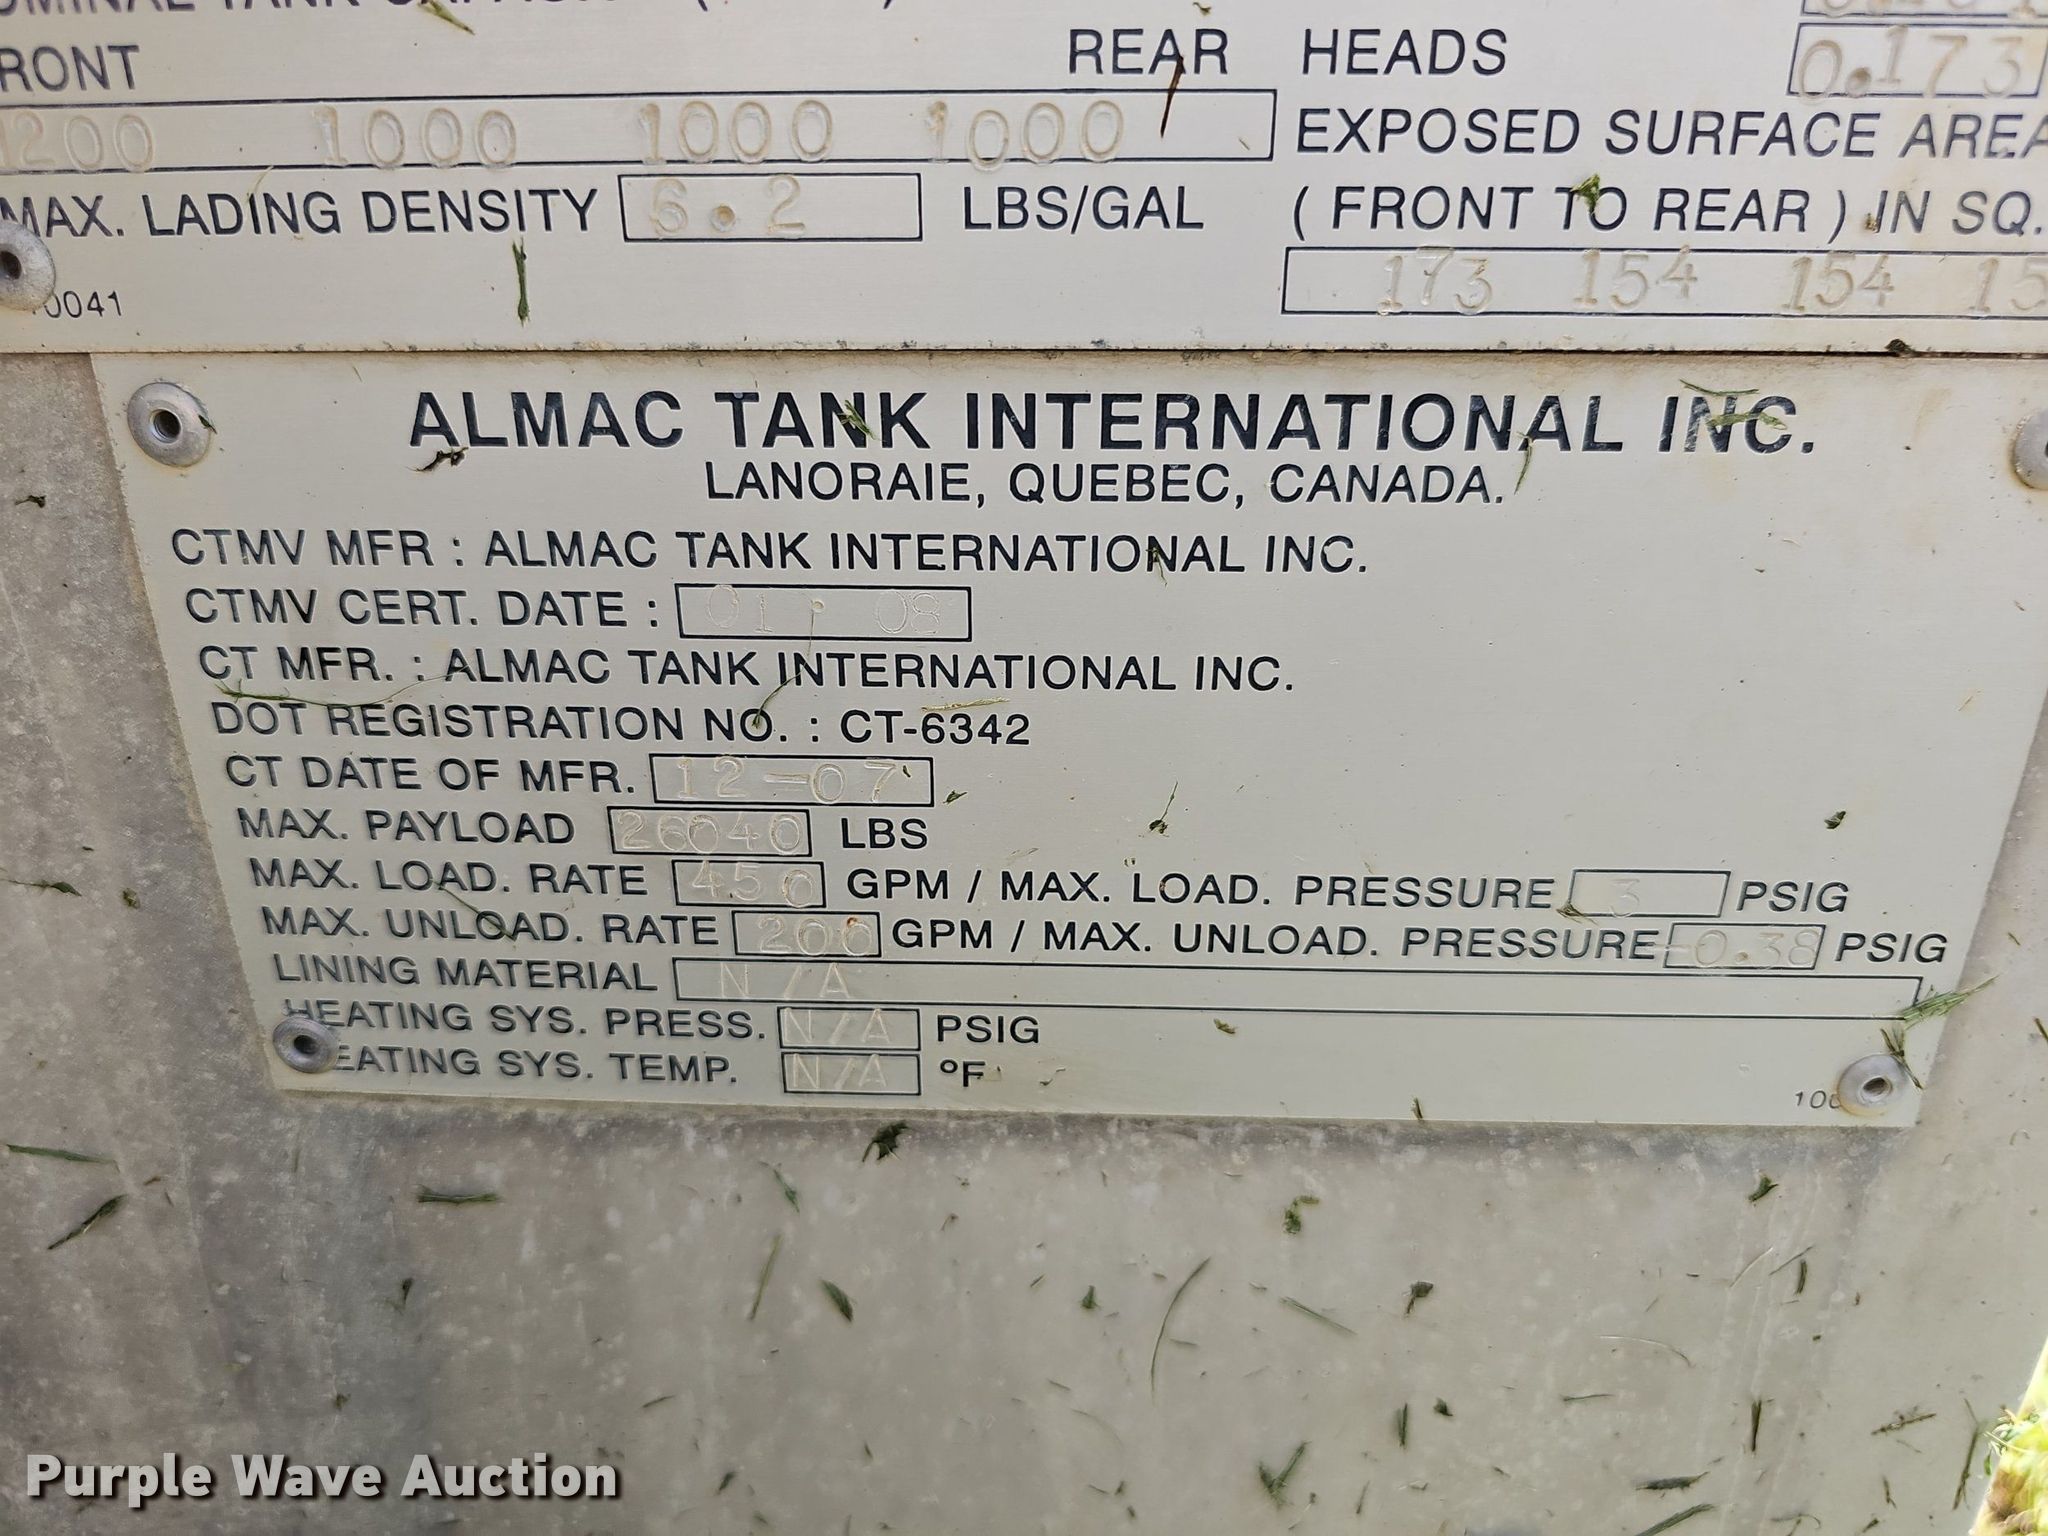 FRONT REAR HEADS 0.173
1200 1000 1000 1000 EXPOSED SURFACE AREA
MAX. LADING DENSITY 6.2 LBS/GAL ( FRONT TO REAR ) IN SQ.
173 154 154 15
0041
ALMAC TANK INTERNATIONAL INC.
LANORAIE, QUEBEC, CANADA.
CTMV MFR : ALMAC TANK INTERNATIONAL INC.
CTMV CERT. DATE : 01 . 08
CT MFR. : ALMAC TANK INTERNATIONAL INC.
DOT REGISTRATION NO. : CT-6342
CT DATE OF MFR. 12-07
MAX. PAYLOAD 26040 LBS
MAX. LOAD. RATE 450 GPM / MAX. LOAD. PRESSURE 3 PSIG
MAX. UNLOAD. RATE 200 GPM / MAX. UNLOAD. PRESSURE -0.38 PSIG
LINING MATERIAL N/A
HEATING SYS. PRESS. N/A PSIG
HEATING SYS. TEMP. N/A °F
Purple Wave Auction